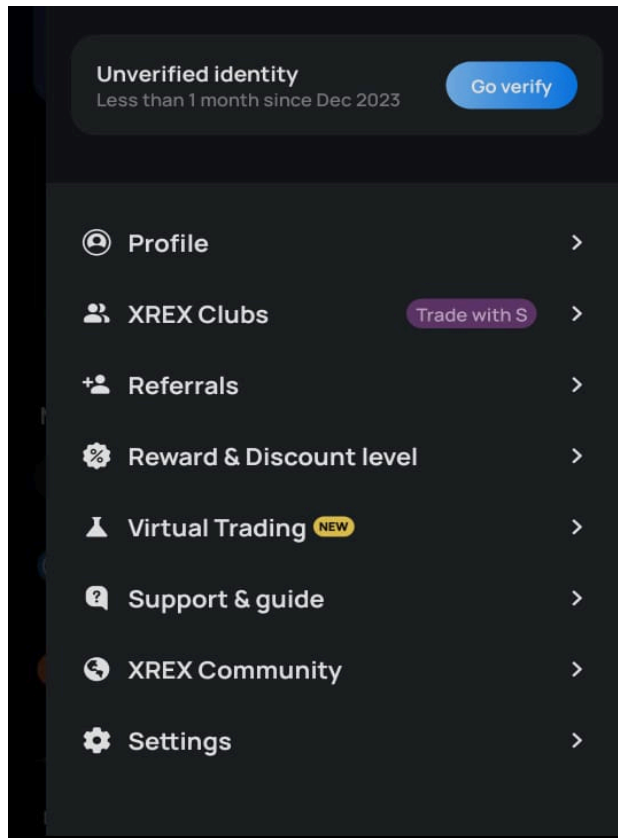 Unverified identity
Less than 1 month since Dec 2023
Go verify
Profile
XREX Clubs
Trade with S
Referrals
Reward & Discount level
Virtual Trading NEW
Support & guide
XREX Community
Settings